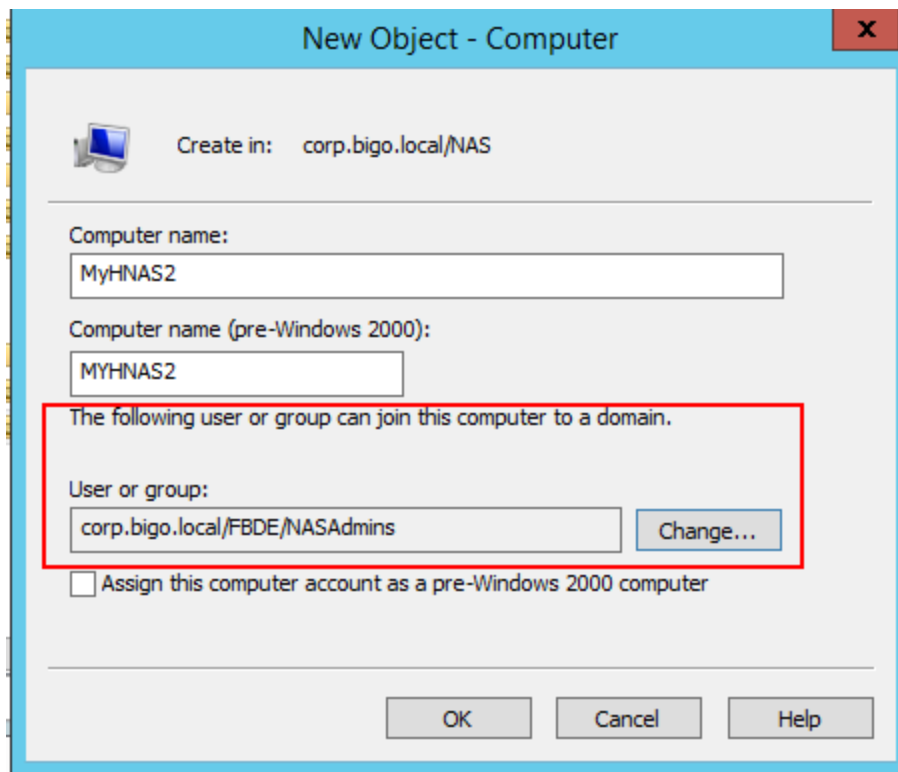 New Object - Computer
x
Create in: corp.bigo.local/NAS
Computer name:
MyHNAS2
Computer name (pre-Windows 2000):
MYHNAS2
The following user or group can join this computer to a domain.
User or group:
corp.bigo.local/FBDE/NASAdmins
Change...
Assign this computer account as a pre-Windows 2000 computer
OK Cancel Help